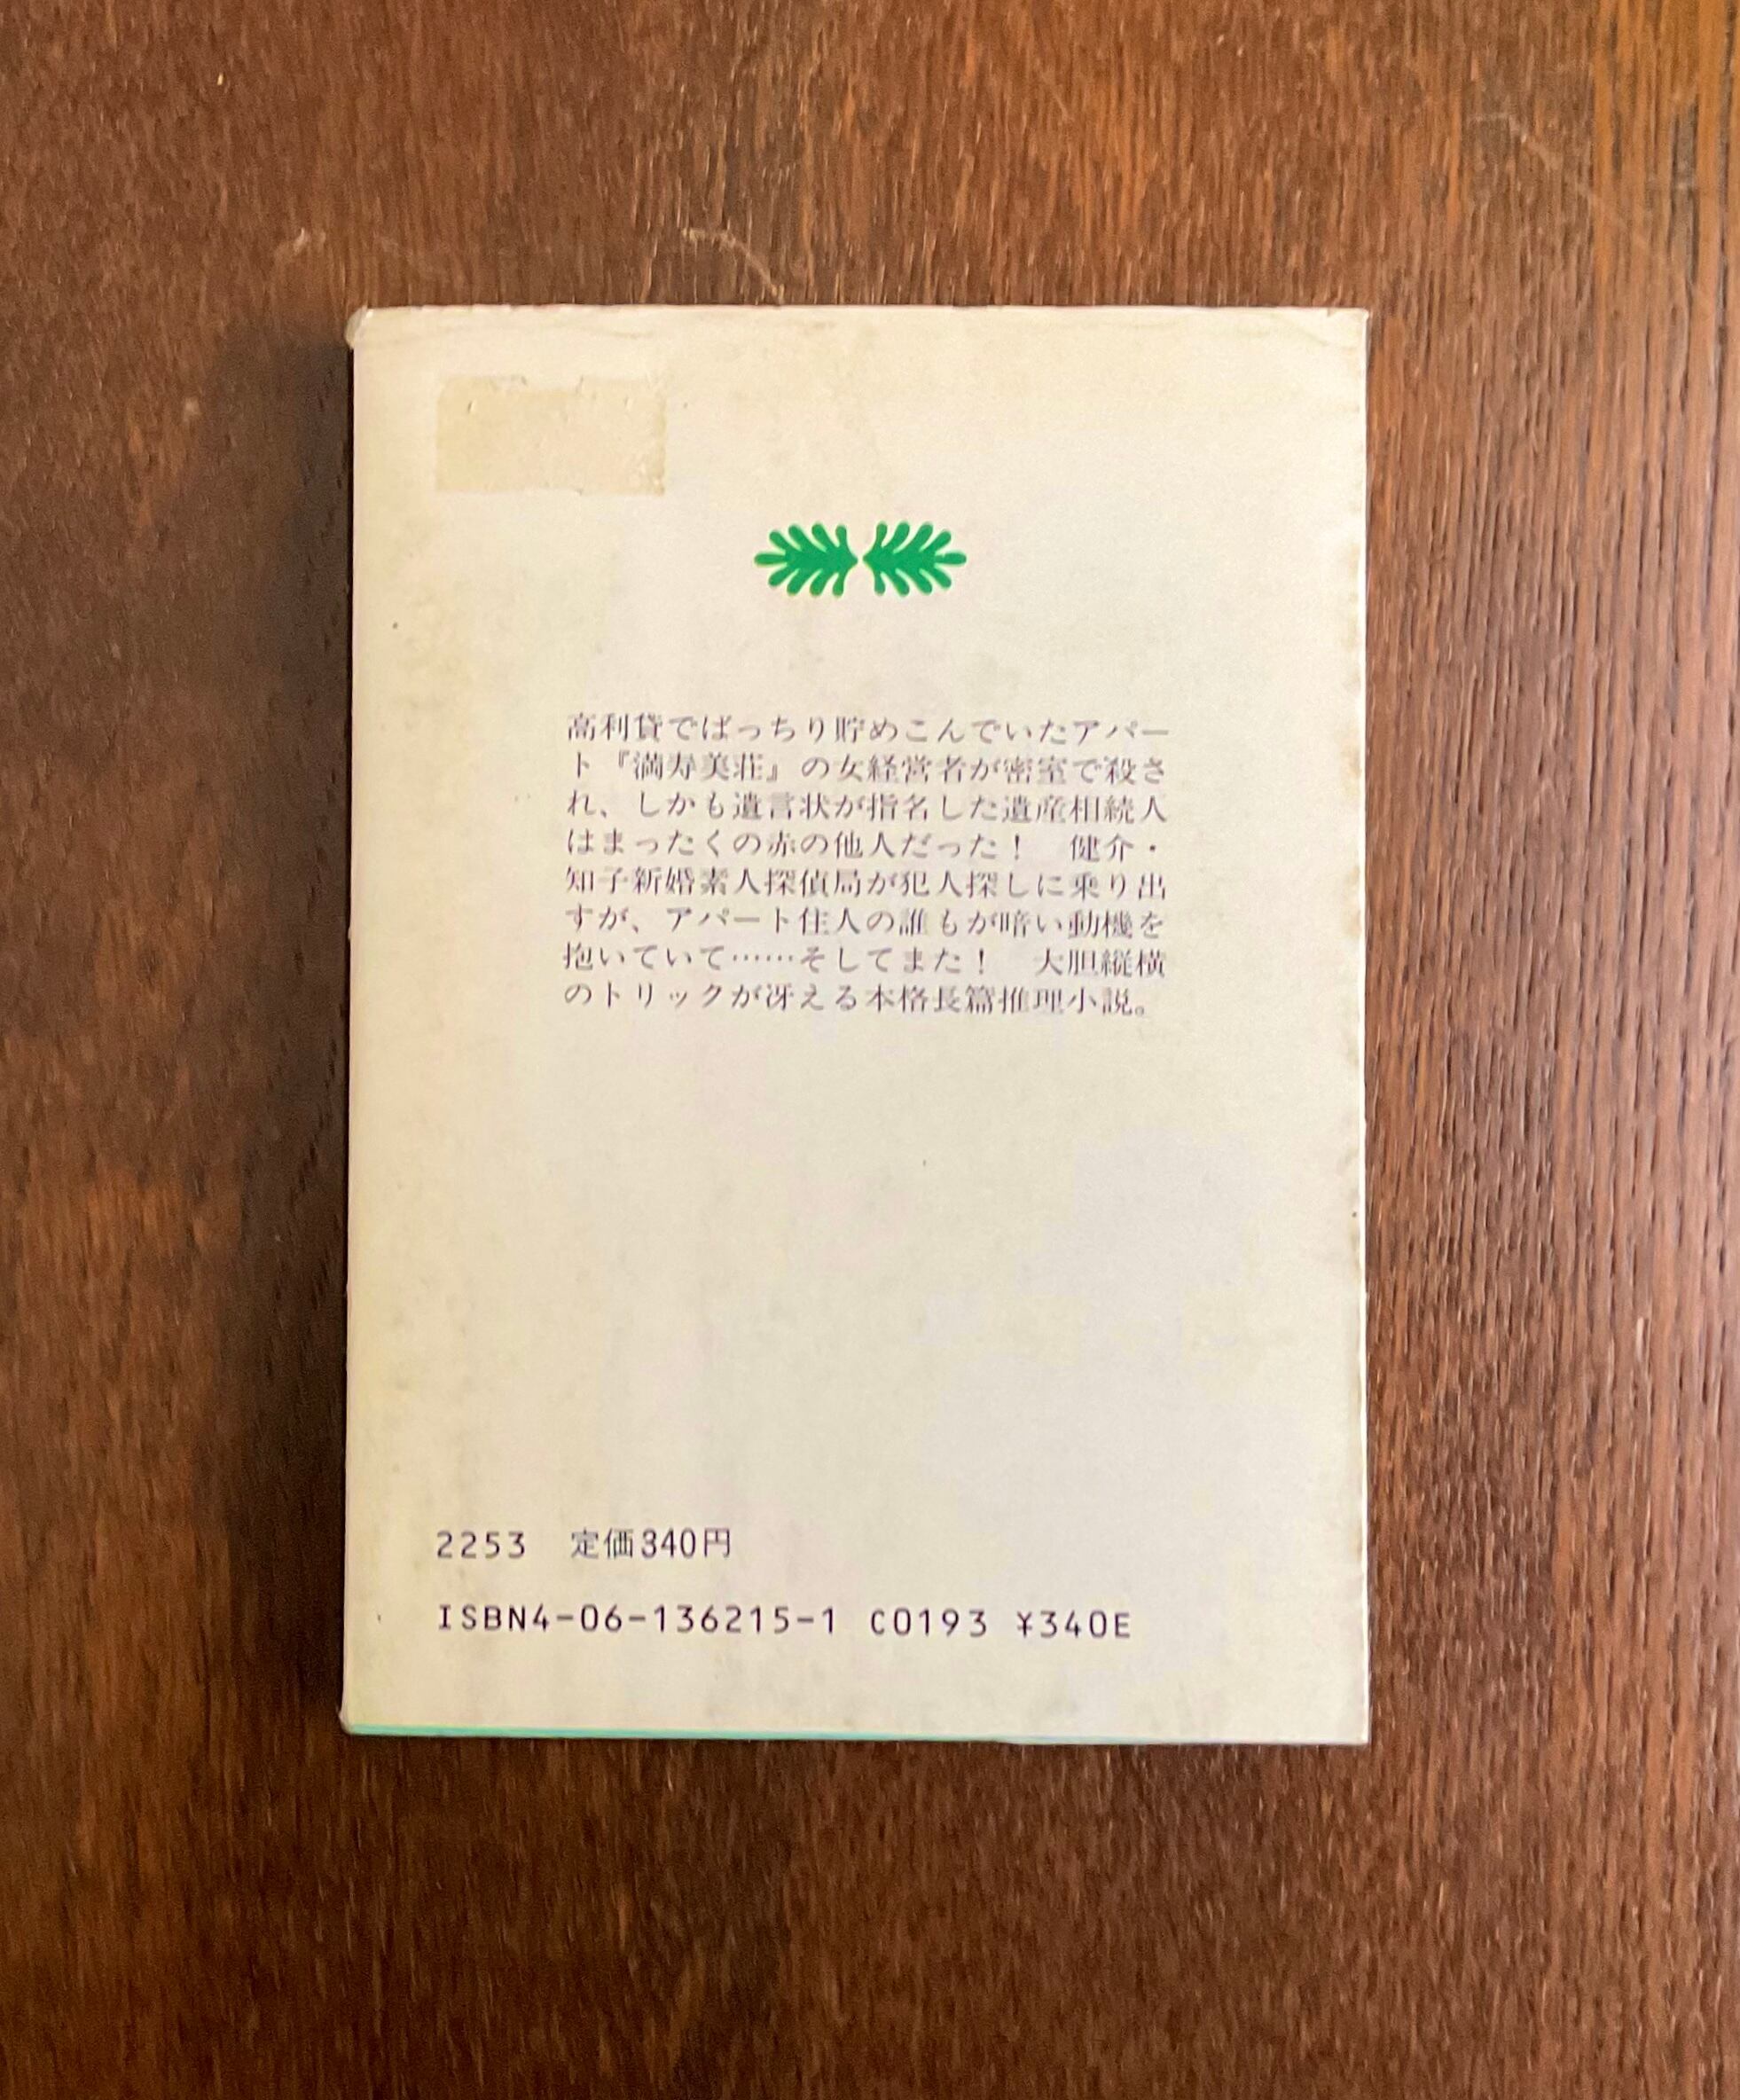 高利貸でばっちり貯めこんでいたアパー
ト『満寿美荘』の女経営者が密室で殺さ
れ、しかも遺言状が指名した遺産相続人
はまったくの赤の他人だった！　健介・
知子新婚素人探偵局が犯人探しに乗り出
すが、アパート住人の誰もが暗い動機を
抱いていて……そしてまた！　大胆縦横
のトリックが冴える本格長篇推理小説。
2253　定価340円
ISBN4-06-136215-1 C0193 ¥340E